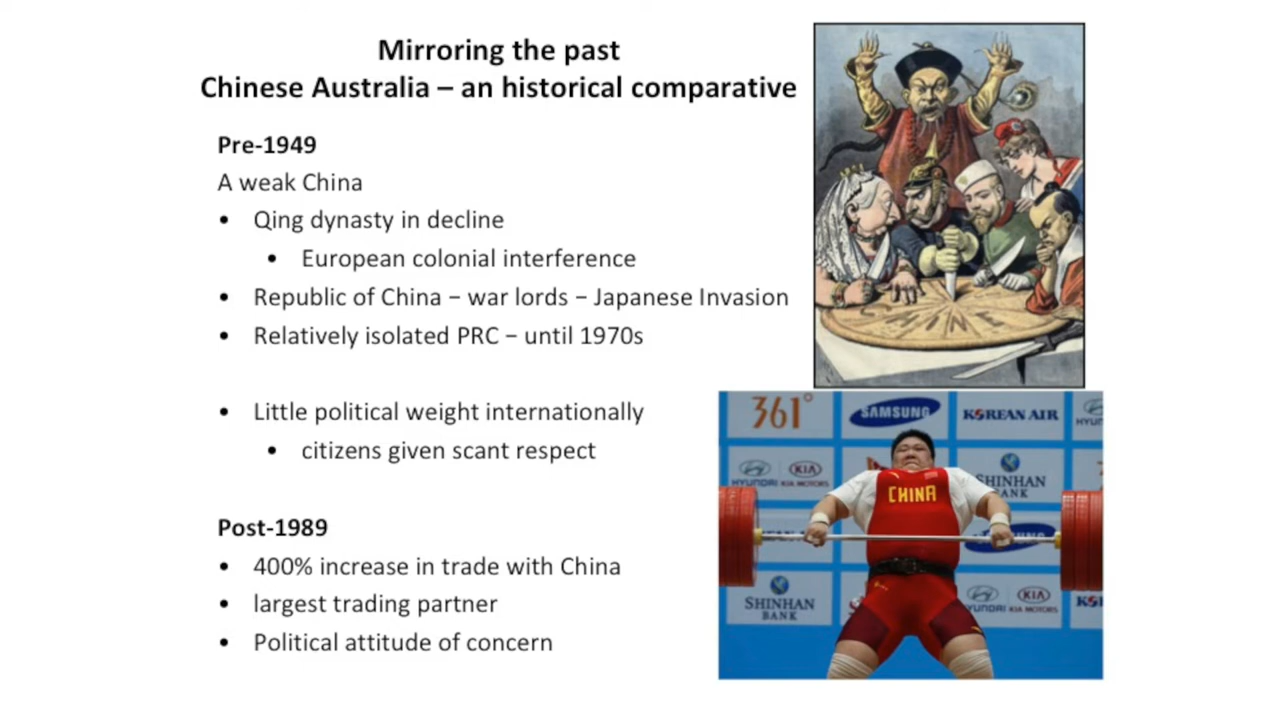 Mirroring the past
Chinese Australia – an historical comparative
Pre-1949
A weak China
• Qing dynasty in decline
• European colonial interference
• Republic of China – war lords – Japanese Invasion
• Relatively isolated PRC – until 1970s
• Little political weight internationally
• citizens given scant respect
Post-1989
• 400% increase in trade with China
• largest trading partner
• Political attitude of concern
CHINE
361°
SAMSUNG
KOREAN AIR
HYUNDAI
KIA MOTORS
SHINHAN
BANK
CHINA
SHINHAN
BANK
HYUNDAI
KIA MOTORS